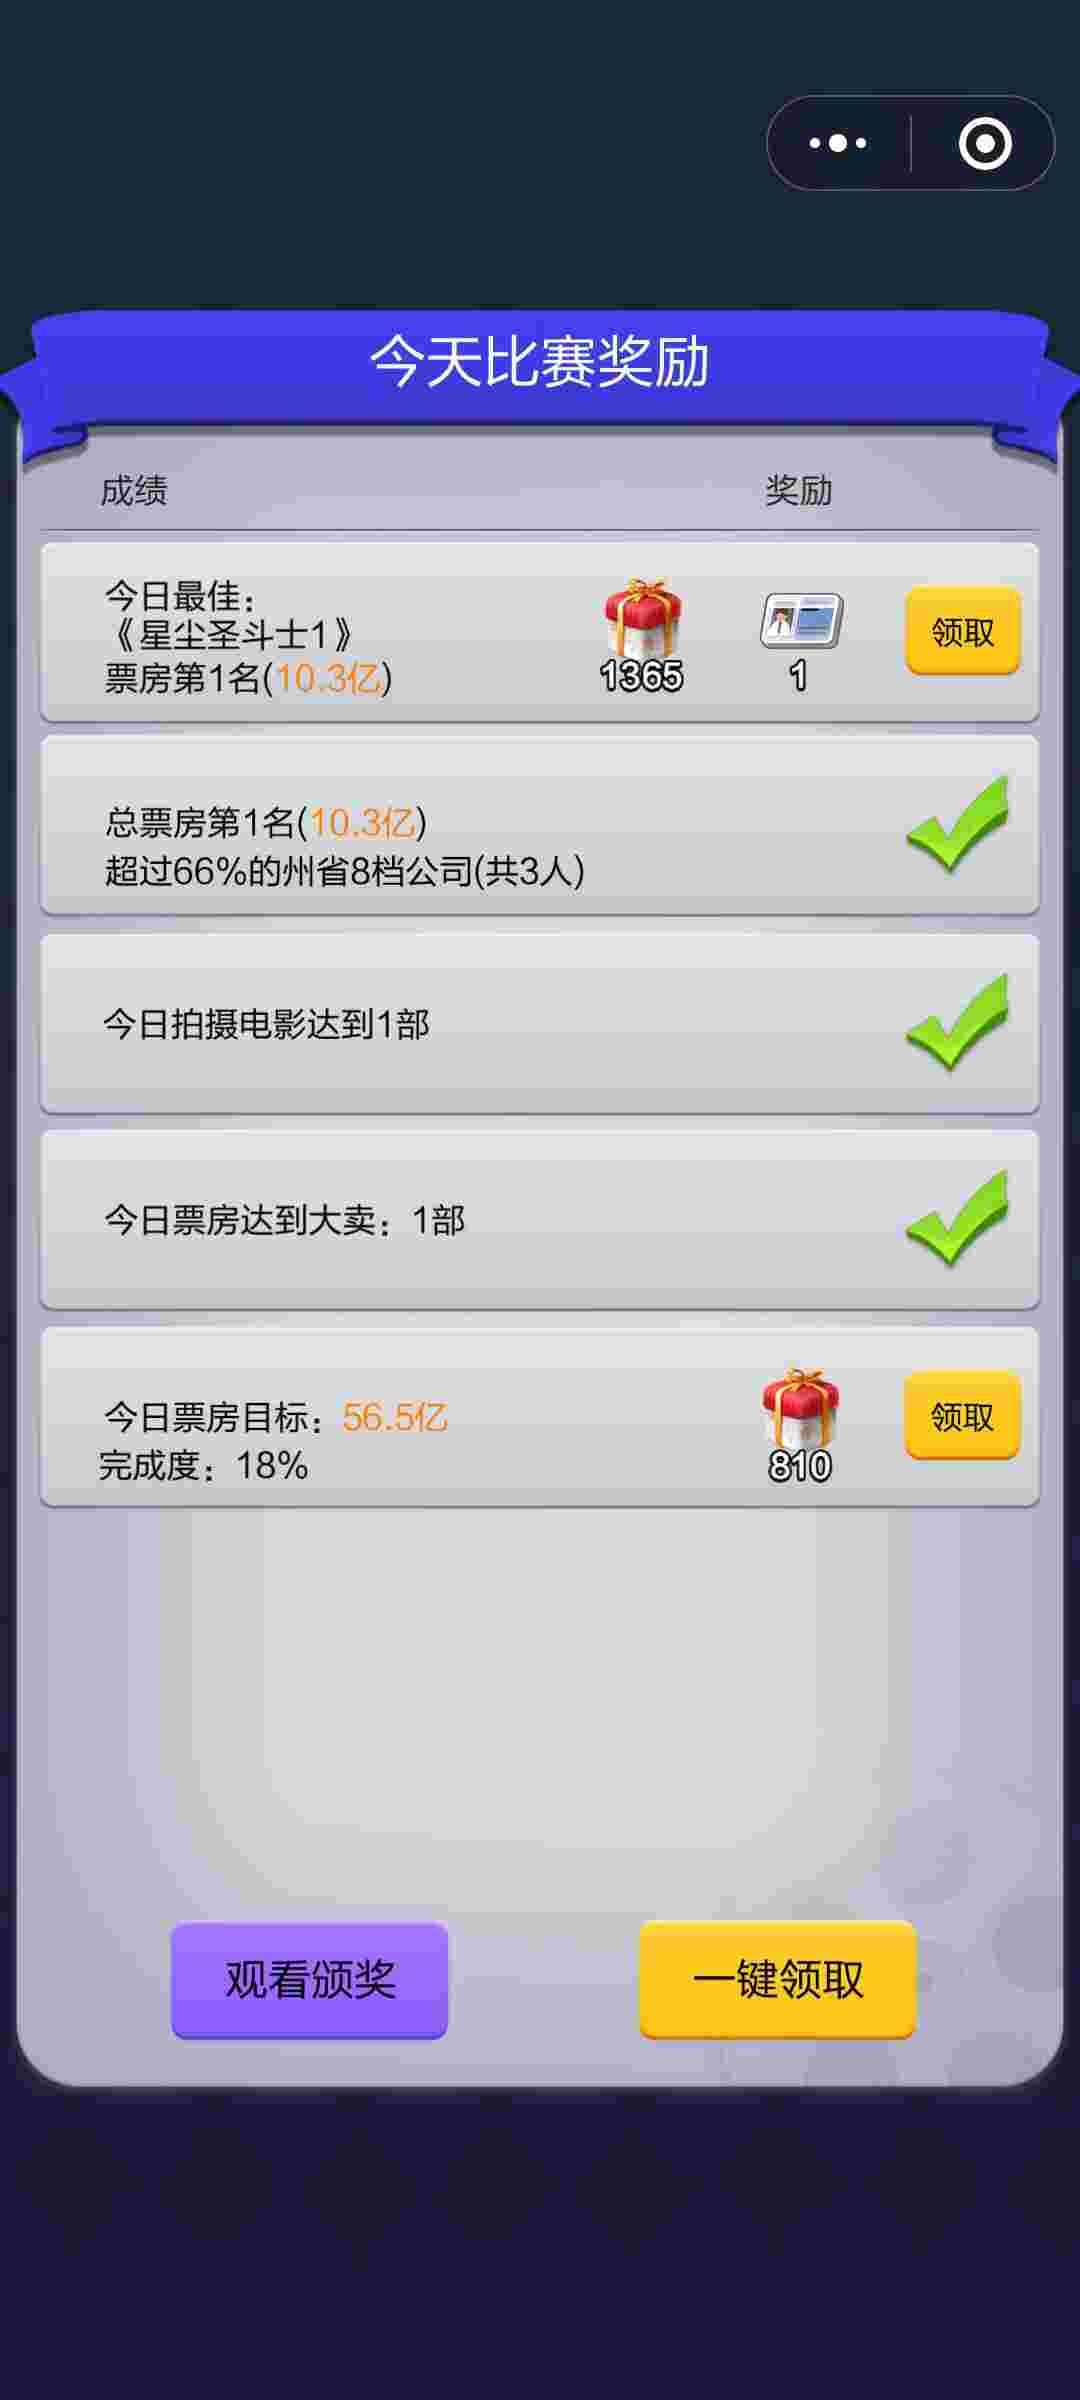 今天比赛奖励
成绩 奖励
今日最佳：
《星尘圣斗士1》
票房第1名(10.3亿)
1365 1 领取
总票房第1名(10.3亿)
超过66%的州省8档公司(共3人)
今日拍摄电影达到1部
今日票房达到大卖：1部
今日票房目标：56.5亿
完成度：18%
810 领取
观看颁奖 一键领取